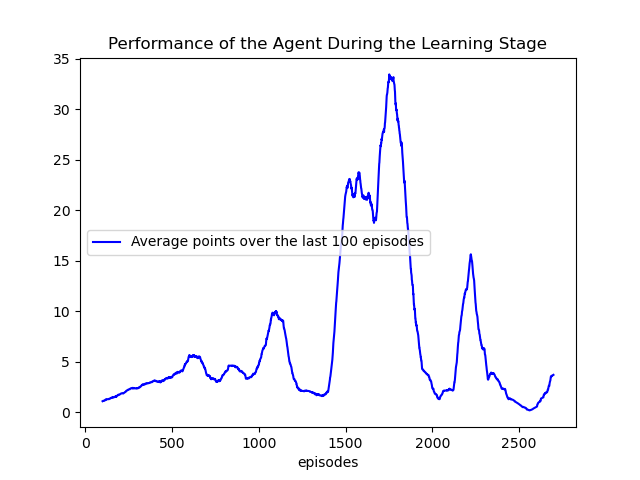 Performance of the Agent During the Learning Stage
35
30
25
20
15
10
5
0
Average points over the last 100 episodes
0 500 1000 1500 2000 2500
episodes